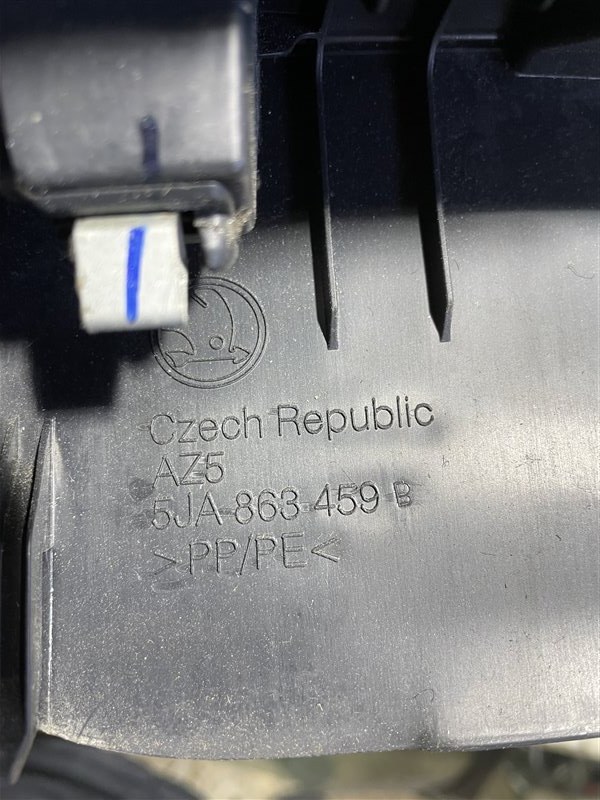 Czech Republic
AZ5
5JA-863-459 B
>PP/PE<